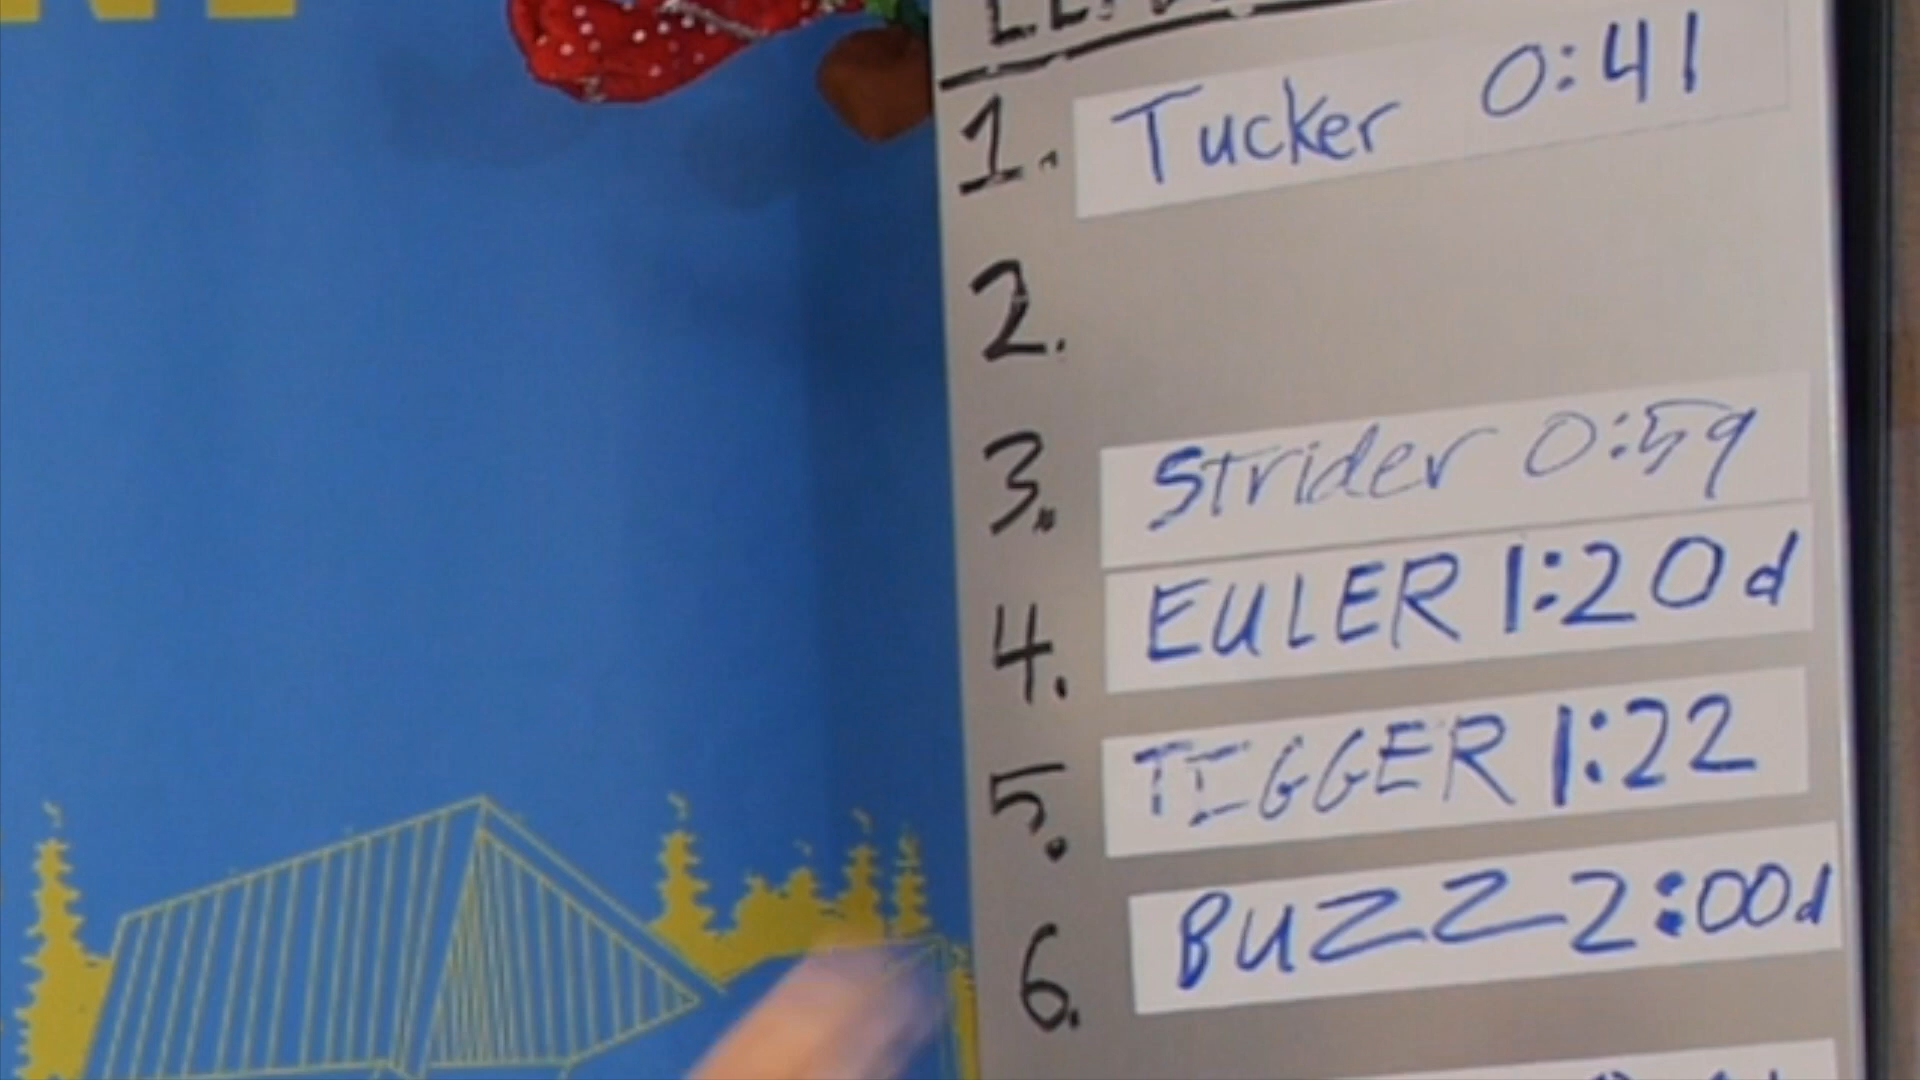 1. Tucker 0:41
2.
3. Strider 0:59
4. EULER 1:20d
5. TIGGER 1:22
6. BUZZ 2:00d